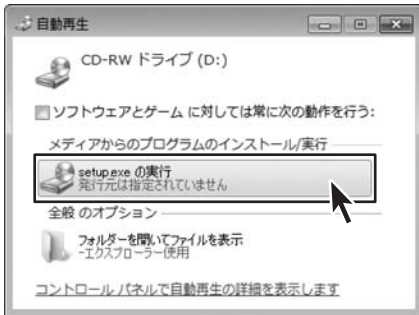 自動再生
CD-RW ドライブ (D:)
ソフトウェアとゲーム に対しては常に次の動作を行う:
メディアからのプログラムのインストール/実行
setup.exe の実行
発行元は指定されていません
全般 のオプション
フォルダーを開いてファイルを表示
-エクスプローラー使用
コントロール パネルで自動再生の詳細を表示します